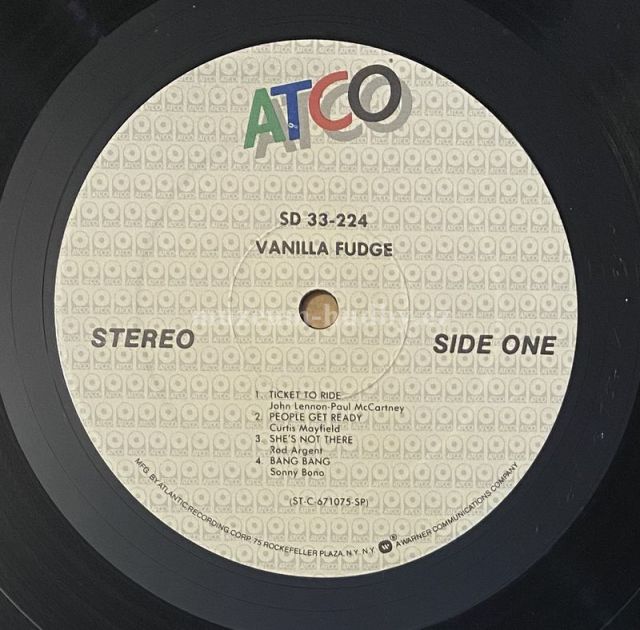 ATCO
SD 33-224
VANILLA FUDGE
STEREO
SIDE ONE
1. TICKET TO RIDE
John Lennon-Paul McCartney
2. PEOPLE GET READY
Curtis Mayfield
3. SHE'S NOT THERE
Rod Argent
4. BANG BANG
Sonny Bono
(ST-C-671075-SP)
MFG. BY ATLANTIC RECORDING CORP. 75 ROCKEFELLER PLAZA, N.Y. N.Y. ® A WARNER COMMUNICATIONS COMPANY